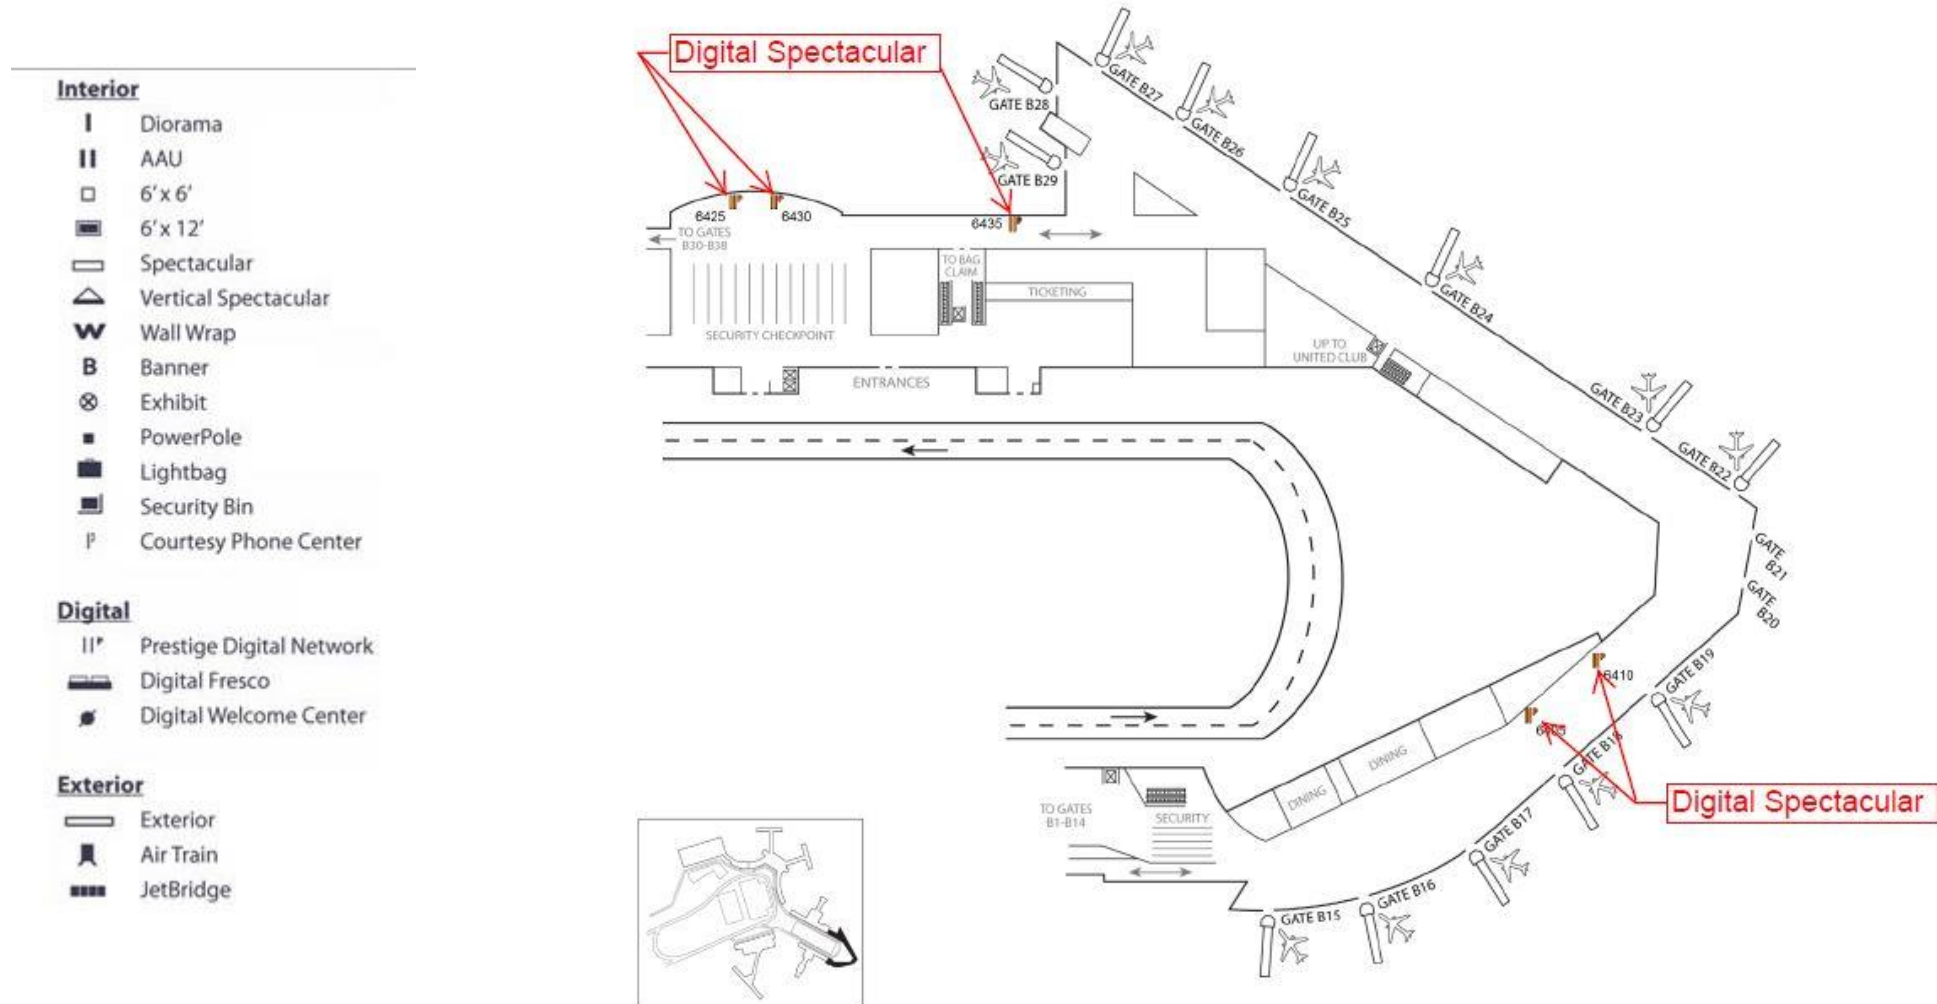 Interior
Diorama
AAU
6' x 6'
6' x 12'
Spectacular
Vertical Spectacular
W Wall Wrap
B Banner
Exhibit
PowerPole
Lightbag
Security Bin
Courtesy Phone Center
Digital
Prestige Digital Network
Digital Fresco
Digital Welcome Center
Exterior
Exterior
Air Train
JetBridge
Digital Spectacular
GATE B27
GATE B28
GATE B26
GATE B29
GATE B25
6425
6430
6435
TO GATES
B30-B38
TO BAG
CLAIM
TICKETING
GATE B24
SECURITY CHECKPOINT
UP TO
UNITED CLUB
ENTRANCES
GATE B23
GATE B22
GATE
B21
GATE
B20
GATE B19
6410
GATE B18
DINING
DINING
Digital Spectacular
TO GATES
B1-B14
SECURITY
GATE B17
GATE B16
GATE B15